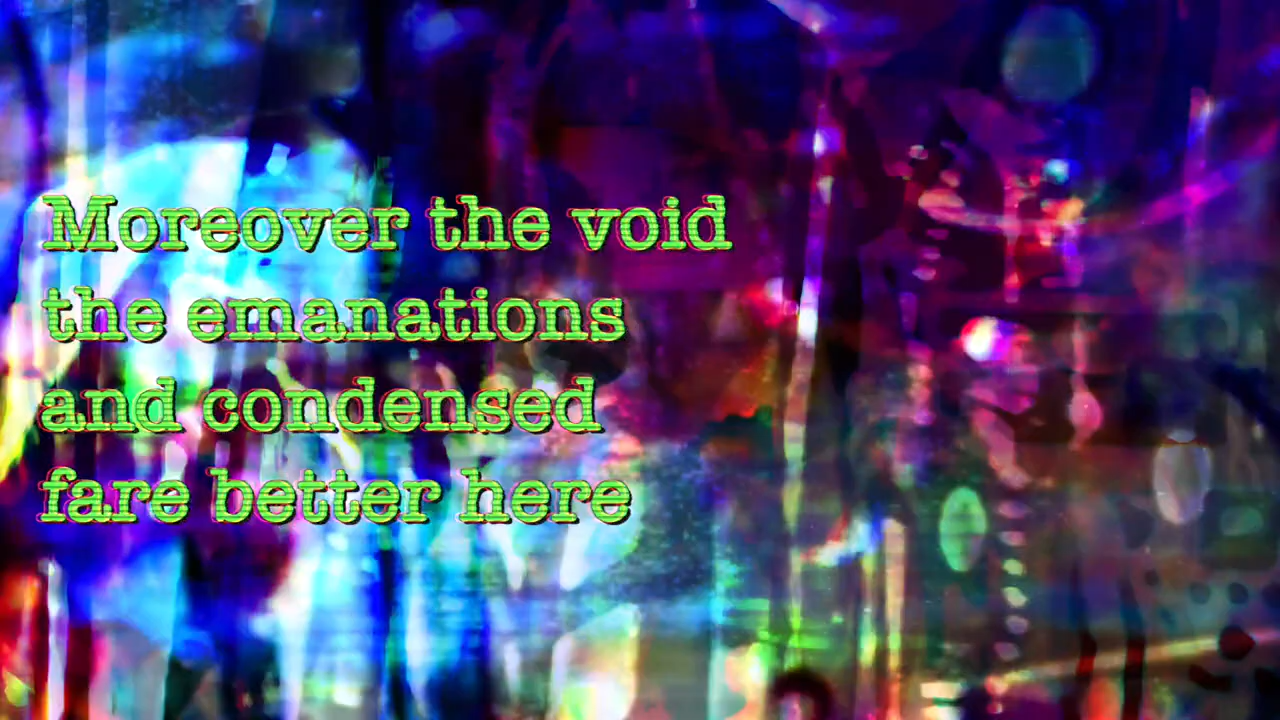 Moreover the void
the emanations
and condensed
fare better here